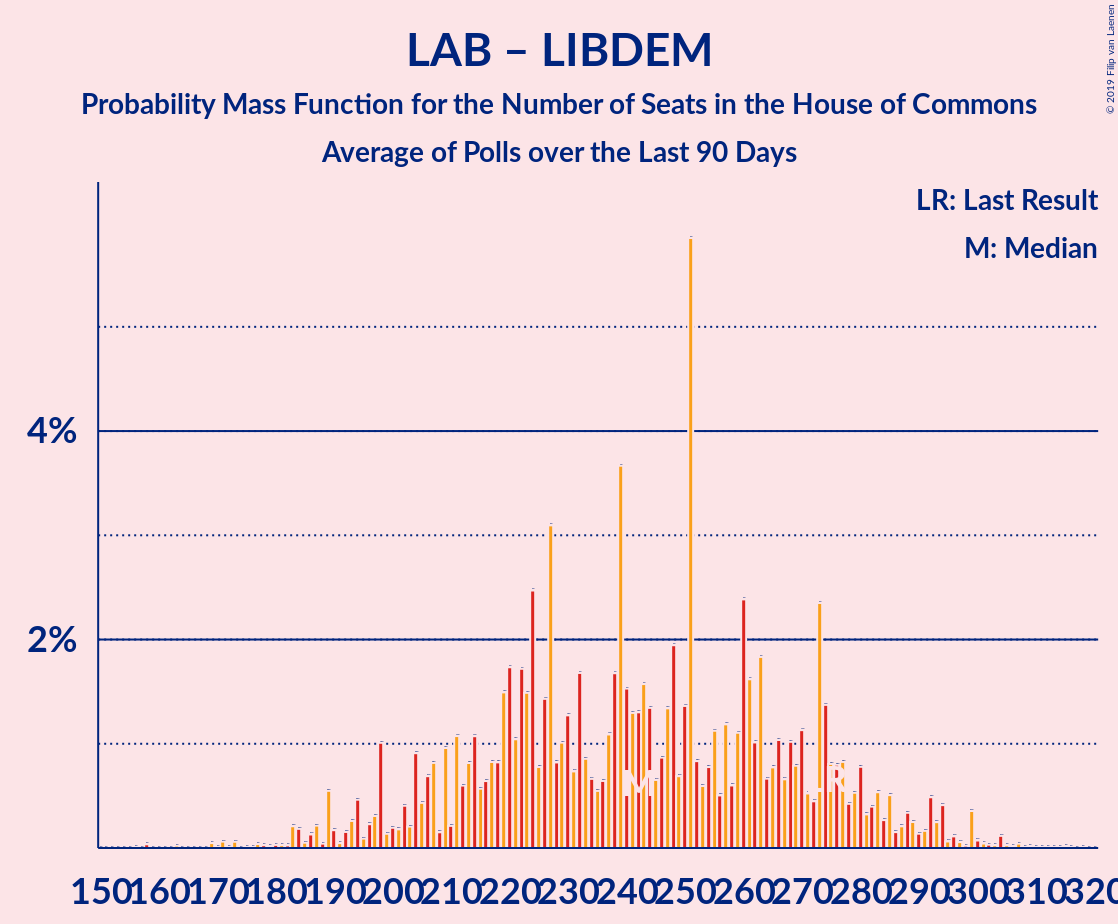 LAB – LIBDEM
Probability Mass Function for the Number of Seats in the House of Commons
Average of Polls over the Last 90 Days
© 2019 Filip van Laenen
LR: Last Result
M: Median
4%
2%
M
150 160 170 180 190 200 210 220 230 240 250 260 270 280 290 300 310 320